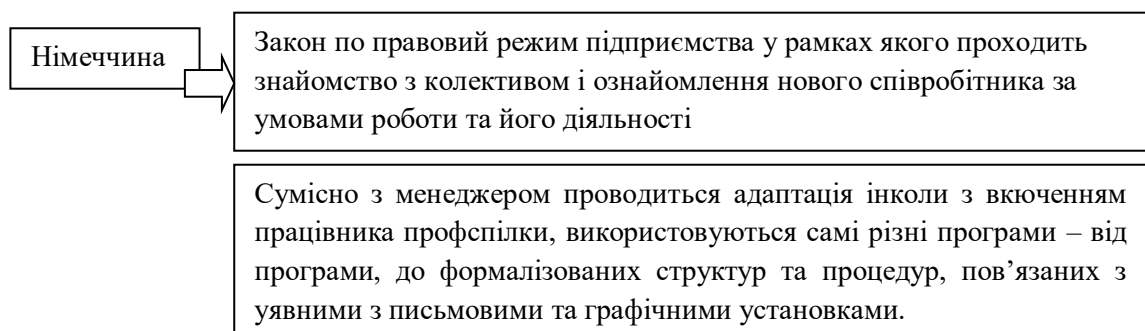 Німеччина
Закон по правовий режим підприємства у рамках якого проходить
знайомство з колективом і ознайомлення нового співробітника за
умовами роботи та його діяльності
Сумісно з менеджером проводиться адаптація інколи з вкюченням
працівника профспілки, використовуються самі різні програми – від
програми, до формалізованих структур та процедур, пов’язаних з
уявними з письмовими та графічними установками.